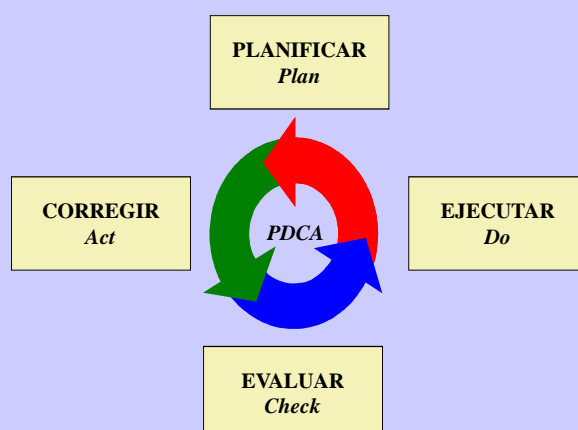 PLANIFICAR
Plan
CORREGIR
Act
PDCA
EJECUTAR
Do
EVALUAR
Check